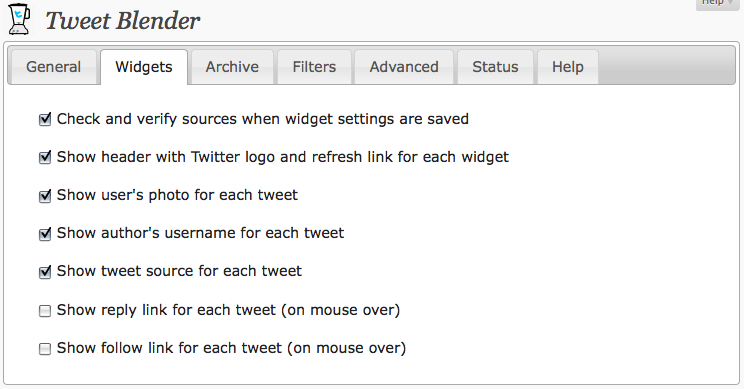 Help
Tweet Blender
General Widgets Archive Filters Advanced Status Help
Check and verify sources when widget settings are saved
Show header with Twitter logo and refresh link for each widget
Show user's photo for each tweet
Show author's username for each tweet
Show tweet source for each tweet
Show reply link for each tweet (on mouse over)
Show follow link for each tweet (on mouse over)